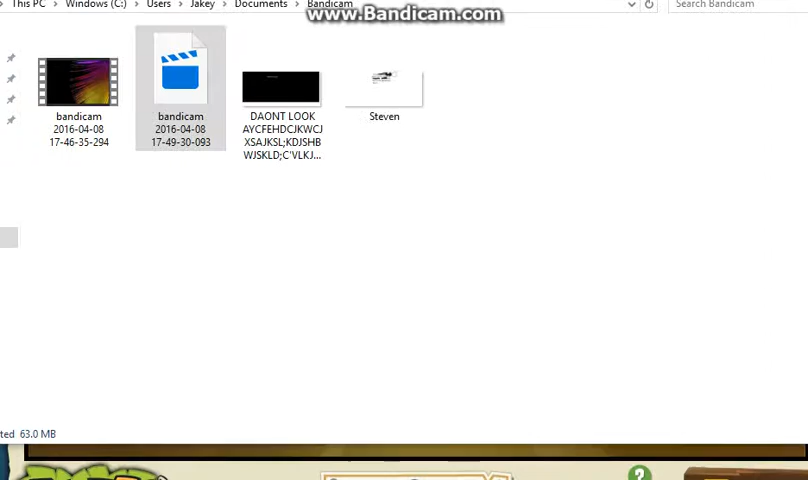 This PC > Windows (C:) > Users > Jakey > Documents > Bandicam
Search Bandicam
www.Bandicam.com
bandicam
2016-04-08
17-46-35-294
bandicam
2016-04-08
17-49-30-093
DAONT LOOK
AYCFEHDCJKWCJ
XSAJKSL;KDJSHB
WJSKLD;C'VLKJ...
Steven
ted 63.0 MB
?